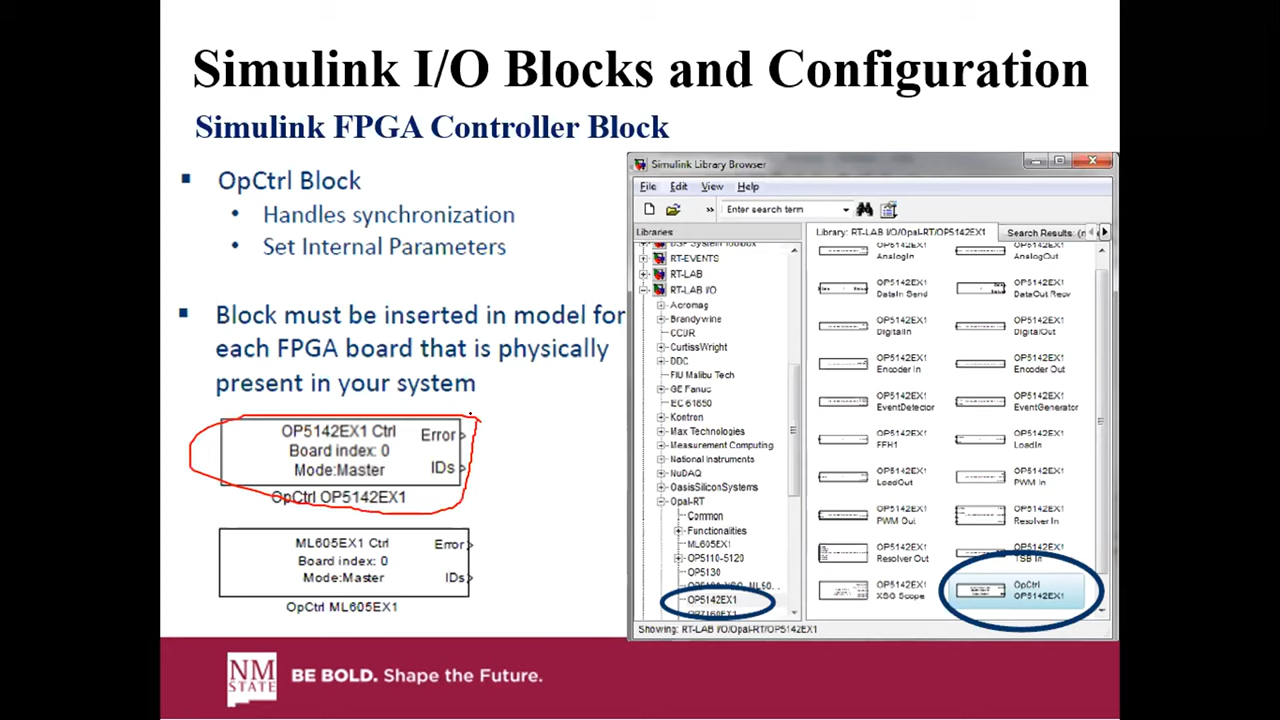 Simulink I/O Blocks and Configuration
Simulink FPGA Controller Block
OpCtrl Block
Handles synchronization
Set Internal Parameters
Block must be inserted in model for
each FPGA board that is physically
present in your system
OP5142EX1 Ctrl
Board index: 0
Mode:Master
Error
IDs
OpCtrl OP5142EX1
ML605EX1 Ctrl
Board index: 0
Mode:Master
Error
IDs
OpCtrl ML605EX1
Simulink Library Browser
File Edit View Help
» Enter search term
Libraries
Library: RT-LAB I/O/Opal-RT/OP5142EX1
Search Results: (
DSP System Toolbox
RT-EVENTS
RT-LAB
RT-LAB I/O
Acromag
Brandywine
CCUR
CurtissWright
DDC
FIU Malibu Tech
GE Fanuc
IEC 61850
Kontron
Max Technologies
Measurement Computing
National Instruments
NuDAQ
OasisSiliconSystems
Opal-RT
Common
Functionalities
ML605EX1
OP5110-5120
OP5130
OP5142EX1
OP7160EX1
OP5142EX1
AnalogIn
OP5142EX1
AnalogOut
OP5142EX1
DataIn Send
OP5142EX1
DataOut Recv
OP5142EX1
DigitalIn
OP5142EX1
DigitalOut
OP5142EX1
Encoder In
OP5142EX1
Encoder Out
OP5142EX1
EventDetector
OP5142EX1
EventGenerator
OP5142EX1
OP5142EX1
LoadIn
OP5142EX1
LoadOut
OP5142EX1
PWM In
OP5142EX1
PWM Out
OP5142EX1
Resolver In
OP5142EX1
Resolver Out
OP5142EX1
TSB In
OP5142EX1
XSG Scope
OpCtrl
OP5142EX1
Showing: RT-LAB I/O/Opal-RT/OP5142EX1
NM
STATE
BE BOLD. Shape the Future.